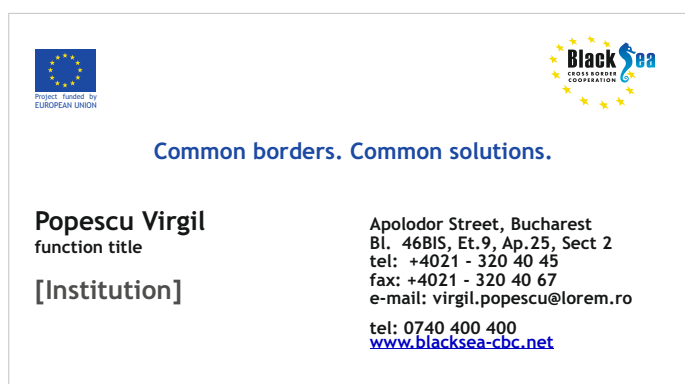 Project funded by
EUROPEAN UNION
Black Sea
CROSS BORDER
COOPERATION
Common borders. Common solutions.
Popescu Virgil
function title
[Institution]
Apolodor Street, Bucharest
Bl. 46BIS, Et.9, Ap.25, Sect 2
tel: +4021 - 320 40 45
fax: +4021 - 320 40 67
e-mail: virgil.popescu@lorem.ro
tel: 0740 400 400
www.blacksea-cbc.net